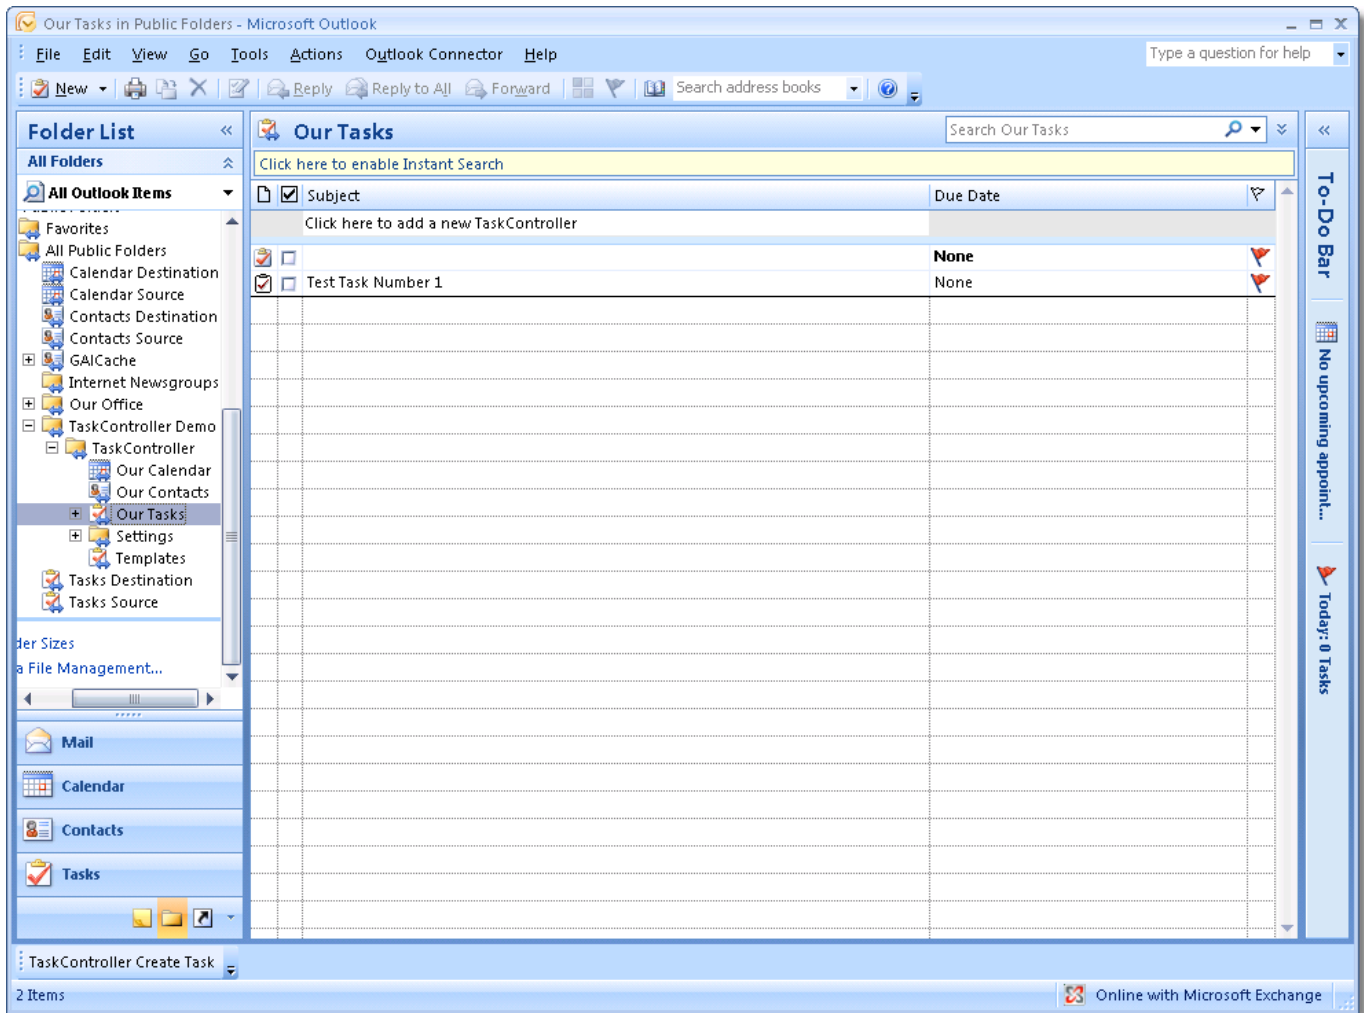 Our Tasks in Public Folders - Microsoft Outlook
File Edit View Go Tools Actions Outlook Connector Help
Type a question for help
New Reply Reply to All Forward Search address books
Folder List
All Folders
All Outlook Items
Favorites
All Public Folders
Calendar Destination
Calendar Source
Contacts Destination
Contacts Source
GAlCache
Internet Newsgroups
Our Office
TaskController Demo
TaskController
Our Calendar
Our Contacts
Our Tasks
Settings
Templates
Tasks Destination
Tasks Source
der Sizes
a File Management...
Mail
Calendar
Contacts
Tasks
Our Tasks
Search Our Tasks
Click here to enable Instant Search
Subject Due Date
Click here to add a new TaskController
None
Test Task Number 1 None
To-Do Bar
No upcoming appoint...
Today: 0 Tasks
TaskController Create Task
2 Items
Online with Microsoft Exchange